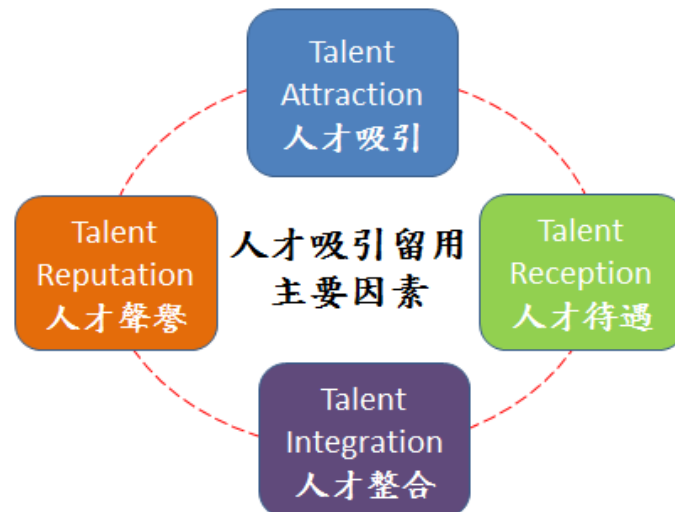 Talent
Attraction
人才吸引
Talent
Reputation
人才聲譽
人才吸引留用
主要因素
Talent
Reception
人才待遇
Talent
Integration
人才整合